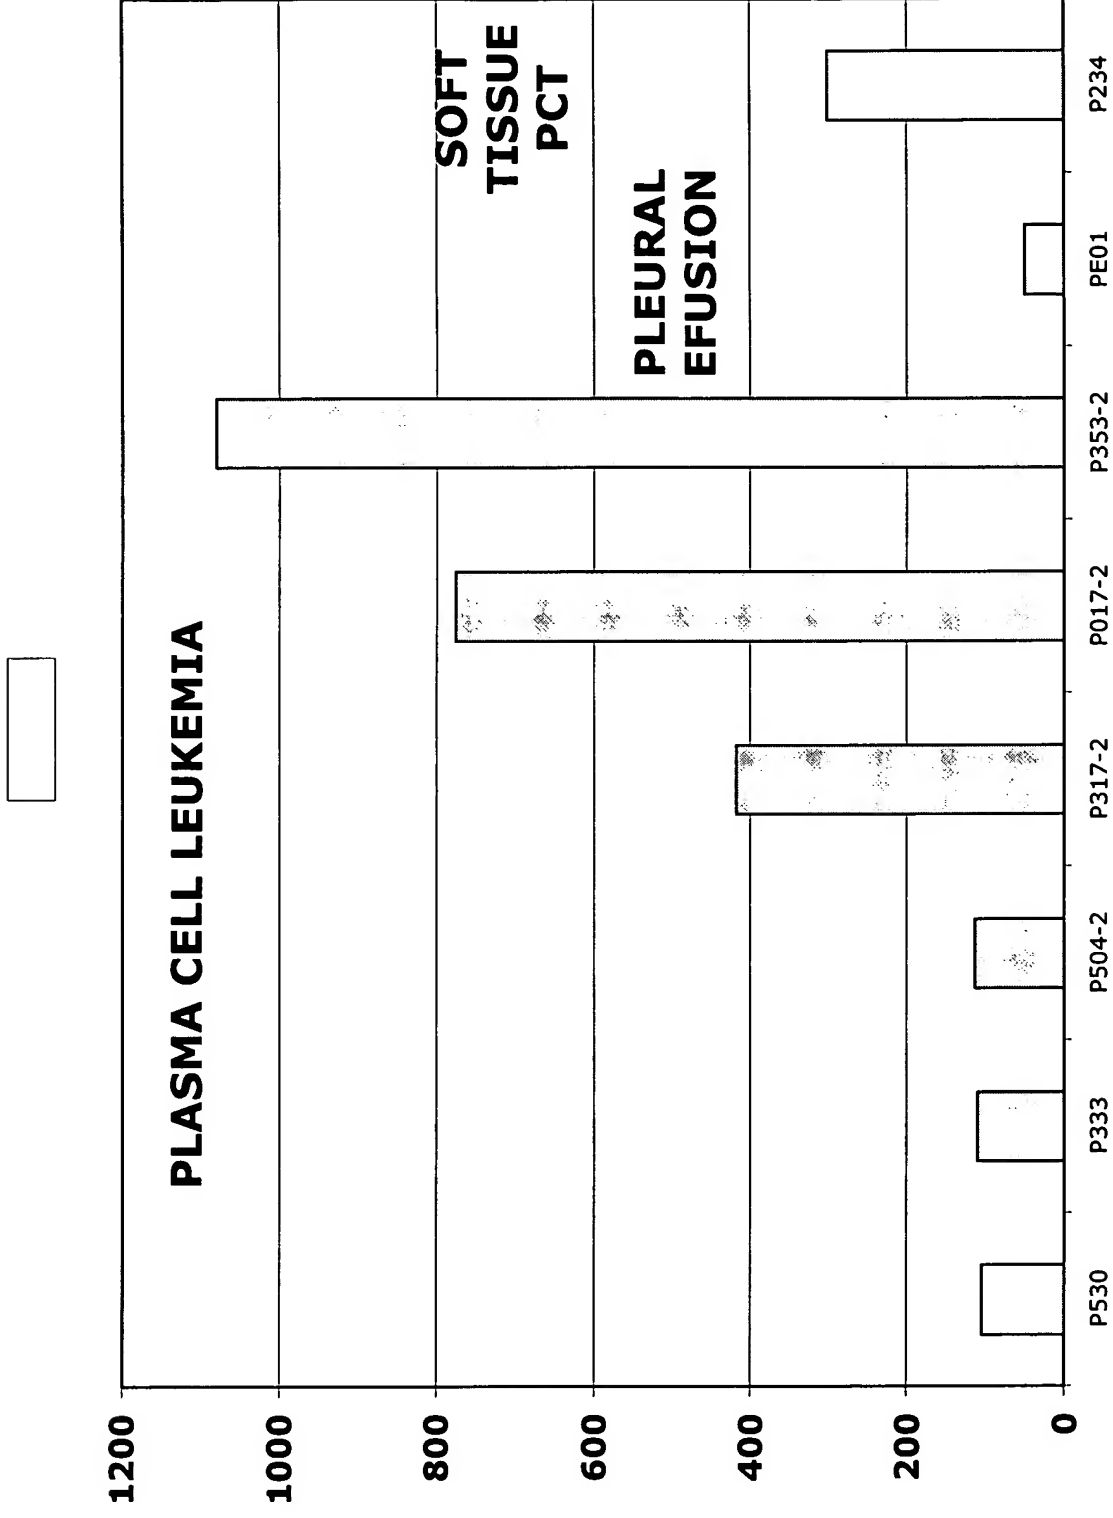 1200
1000
800
600
400
200
0
PLASMA CELL LEUKEMIA
SOFT
TISSUE
PCT
PLEURAL
EFUSION
P530
P333
P504-2
P317-2
P017-2
P353-2
PE01
P234